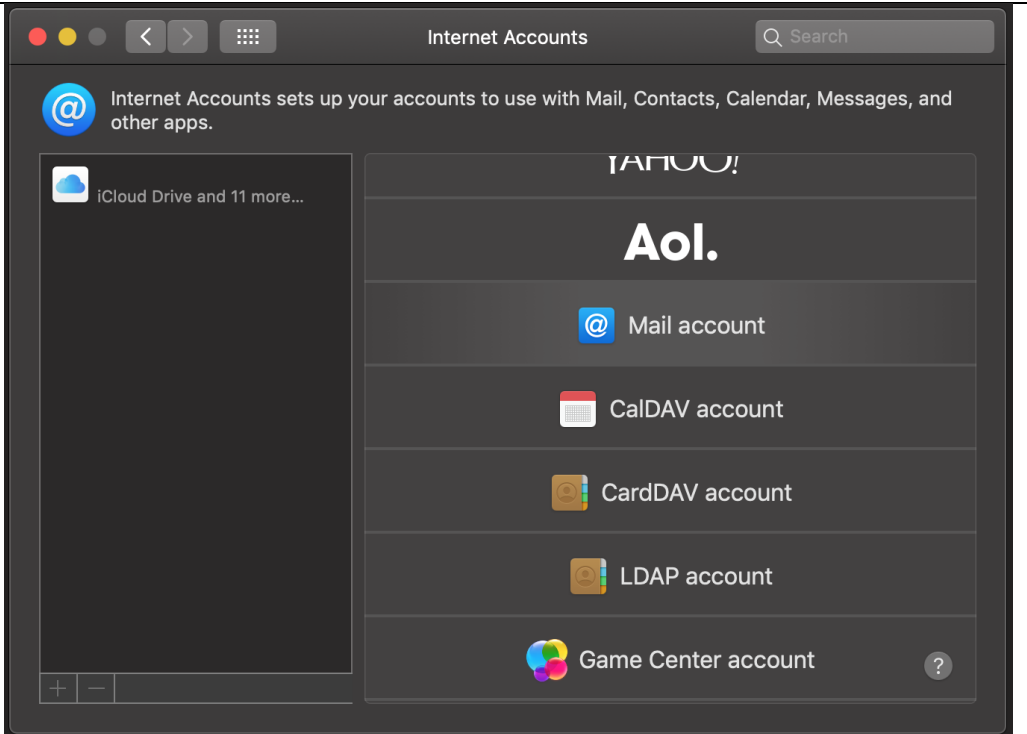 Internet Accounts
Search
Internet Accounts sets up your accounts to use with Mail, Contacts, Calendar, Messages, and
other apps.
iCloud Drive and 11 more...
YAHOO!
Aol.
Mail account
CalDAV account
CardDAV account
LDAP account
Game Center account
?